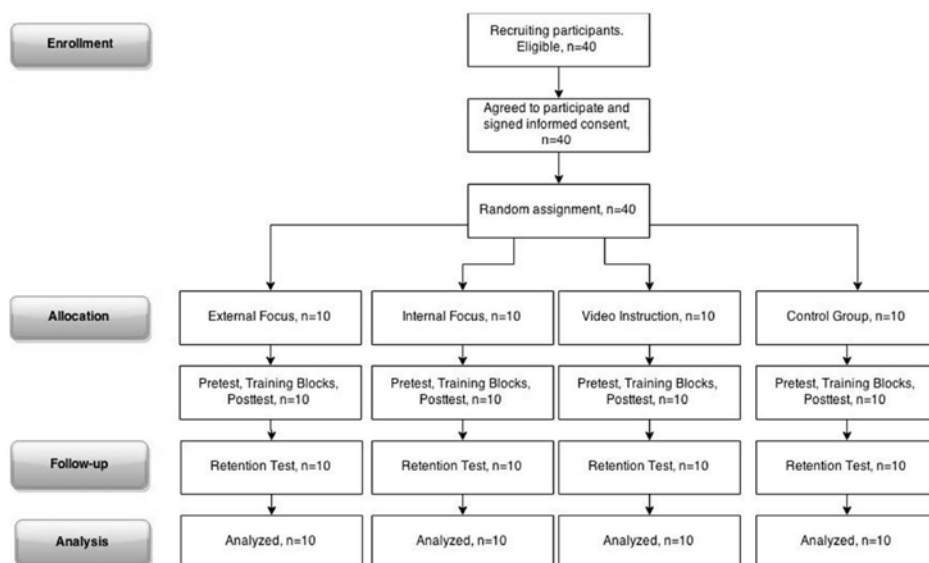 Enrollment
Recruiting participants.
Eligible, n=40
Agreed to participate and
signed informed consent,
n=40
Random assignment, n=40
Allocation
External Focus, n=10
Internal Focus, n=10
Video Instruction, n=10
Control Group, n=10
Pretest, Training Blocks,
Posttest, n=10
Pretest, Training Blocks,
Posttest, n=10
Pretest, Training Blocks,
Posttest, n=10
Pretest, Training Blocks,
Posttest, n=10
Follow-up
Retention Test, n=10
Retention Test, n=10
Retention Test, n=10
Retention Test, n=10
Analysis
Analyzed, n=10
Analyzed, n=10
Analyzed, n=10
Analyzed, n=10